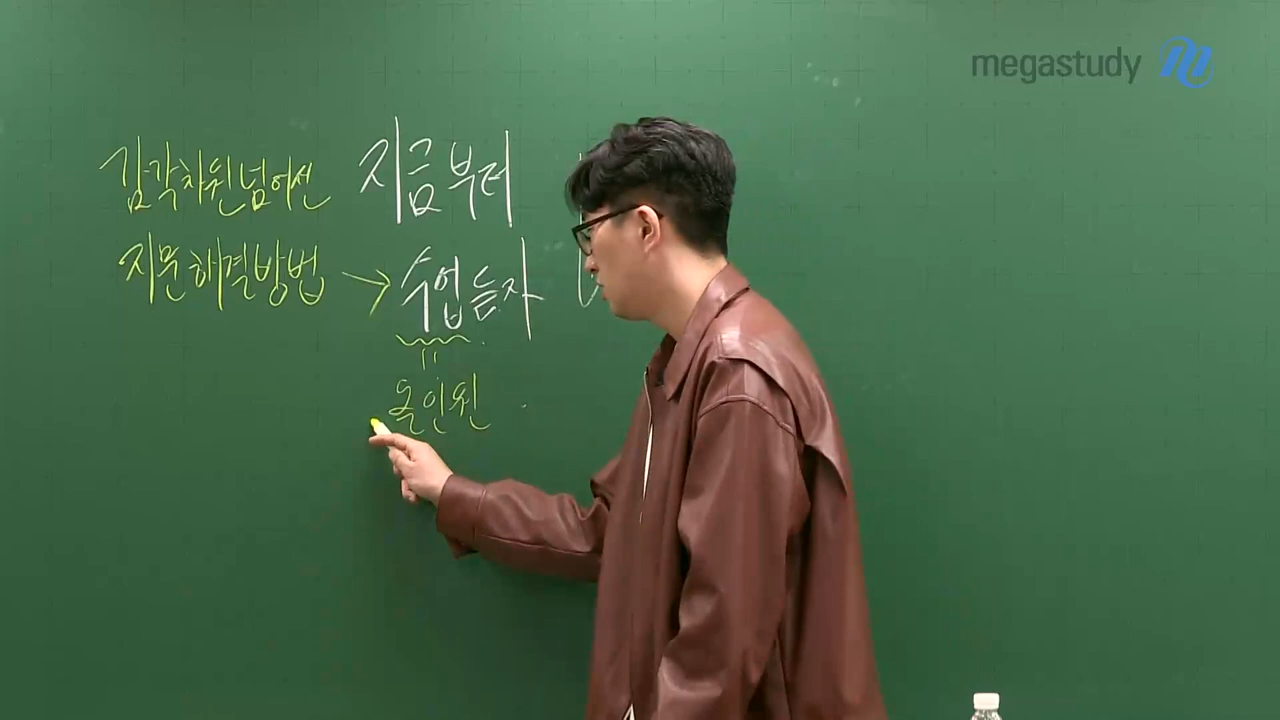 megastudy
감각차원넘어선 지금부터
지문해결방법 → 수업듣자
올인원